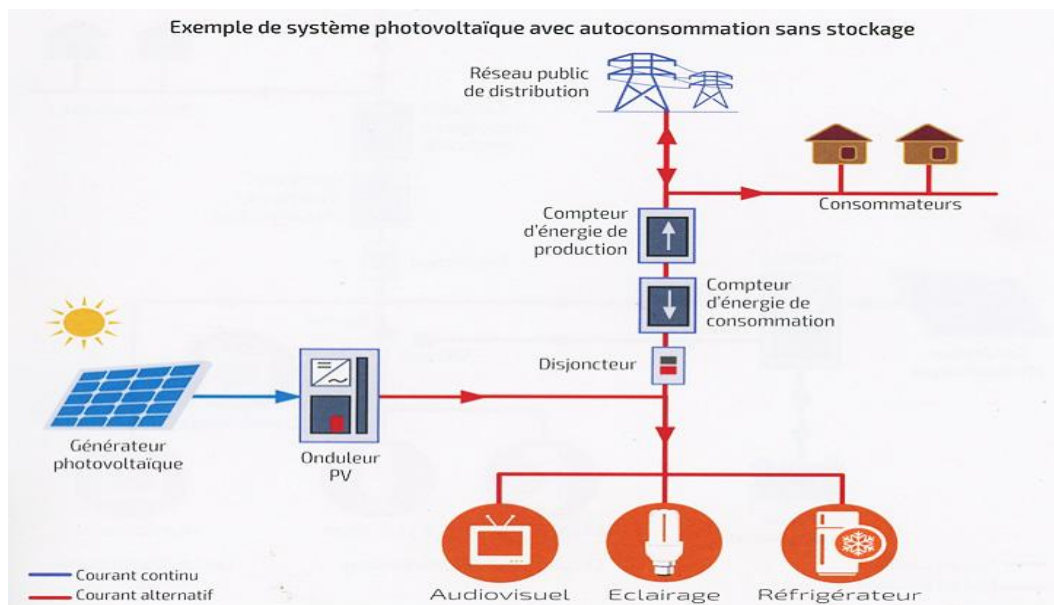 Exemple de système photovoltaïque avec autoconsommation sans stockage
Réseau public
de distribution
Consommateurs
Compteur
d'énergie de
production
Compteur
d'énergie de
consommation
Disjoncteur
Générateur
photovoltaïque
Onduleur
PV
Courant continu
Courant alternatif
Audiovisuel
Eclairage
Réfrigérateur